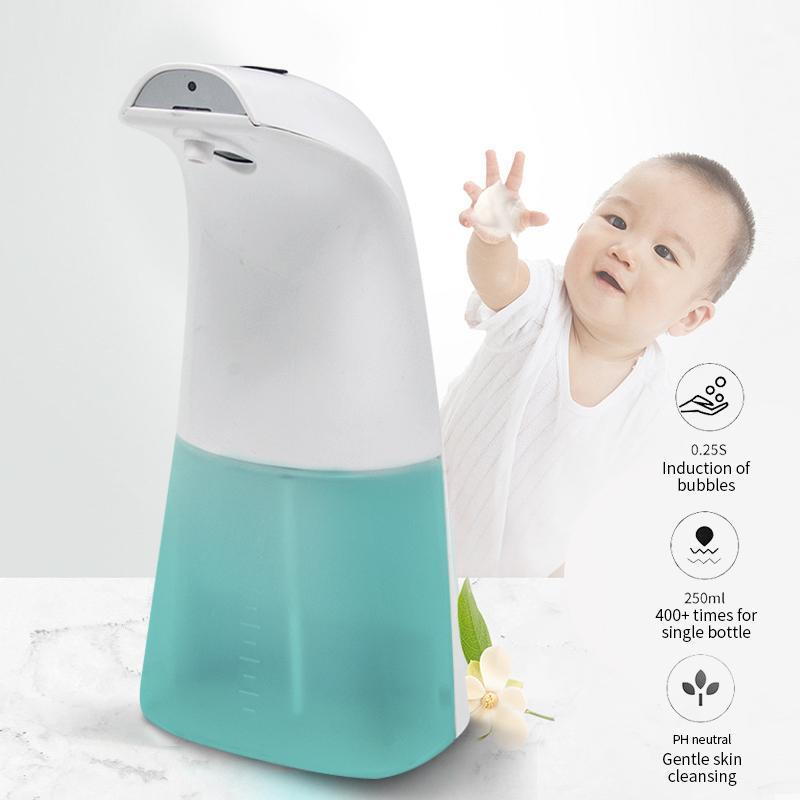 0.25S
Induction of
bubbles
250ml
400+ times for
single bottle
PH neutral
Gentle skin
cleansing